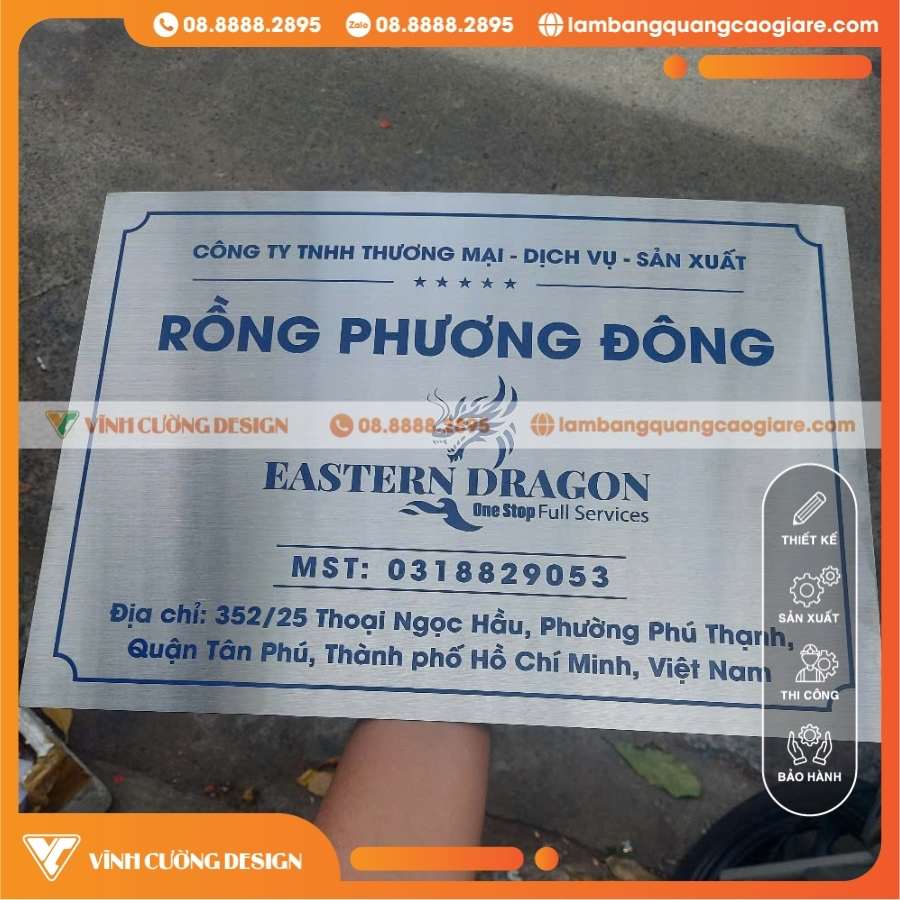 08.8888.2895 Zalo 08.8888.2895 lambangquangcaogiare.com
CÔNG TY TNHH THƯƠNG MẠI - DỊCH VỤ - SẢN XUẤT
RỒNG PHƯƠNG ĐÔNG
VĨNH CƯỜNG DESIGN 08.8888.2895 lambangquangcaogiare.com
EASTERN DRAGON
One Stop Full Services
MST: 0318829053
Địa chỉ: 352/25 Thoại Ngọc Hầu, Phường Phú Thạnh,
Quận Tân Phú, Thành phố Hồ Chí Minh, Việt Nam
THIẾT KẾ
SẢN XUẤT
THI CÔNG
BẢO HÀNH
VĨNH CƯỜNG DESIGN